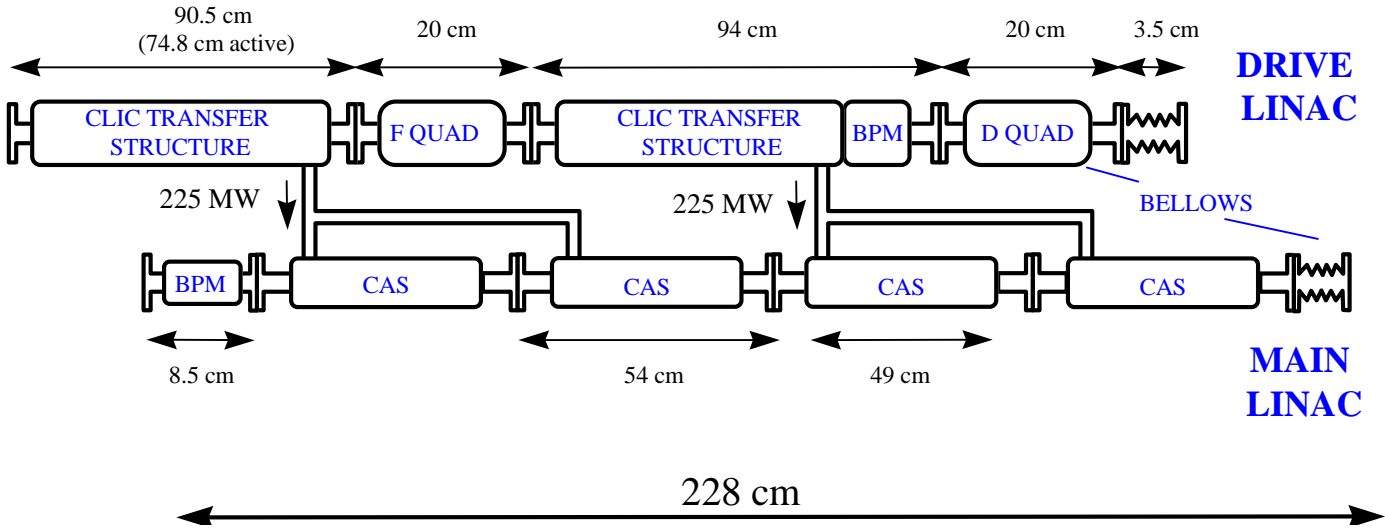 90.5 cm
(74.8 cm active)
20 cm
94 cm
20 cm
3.5 cm
DRIVE
LINAC
CLIC TRANSFER
STRUCTURE
F QUAD
CLIC TRANSFER
STRUCTURE
BPM
D QUAD
225 MW
225 MW
BELLOWS
BPM
CAS
CAS
CAS
CAS
8.5 cm
54 cm
49 cm
MAIN
LINAC
228 cm